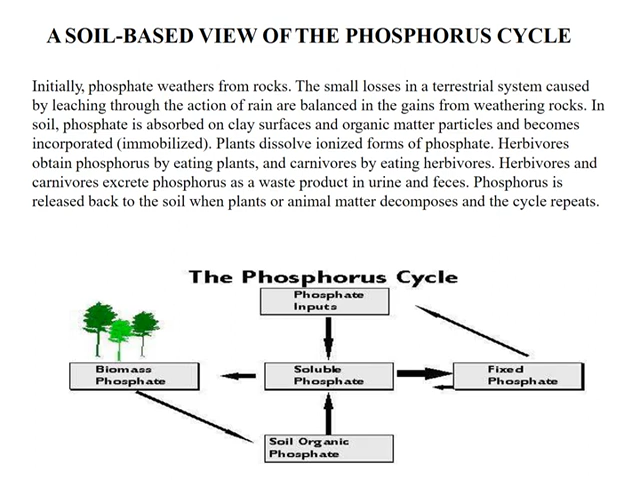 A SOIL-BASED VIEW OF THE PHOSPHORUS CYCLE
Initially, phosphate weathers from rocks. The small losses in a terrestrial system caused
by leaching through the action of rain are balanced in the gains from weathering rocks. In
soil, phosphate is absorbed on clay surfaces and organic matter particles and becomes
incorporated (immobilized). Plants dissolve ionized forms of phosphate. Herbivores
obtain phosphorus by eating plants, and carnivores by eating herbivores. Herbivores and
carnivores excrete phosphorus as a waste product in urine and feces. Phosphorus is
released back to the soil when plants or animal matter decomposes and the cycle repeats.
The Phosphorus Cycle
Phosphate
Inputs
Biomass
Phosphate
Soluble
Phosphate
Fixed
Phosphate
Soil Organic
Phosphate